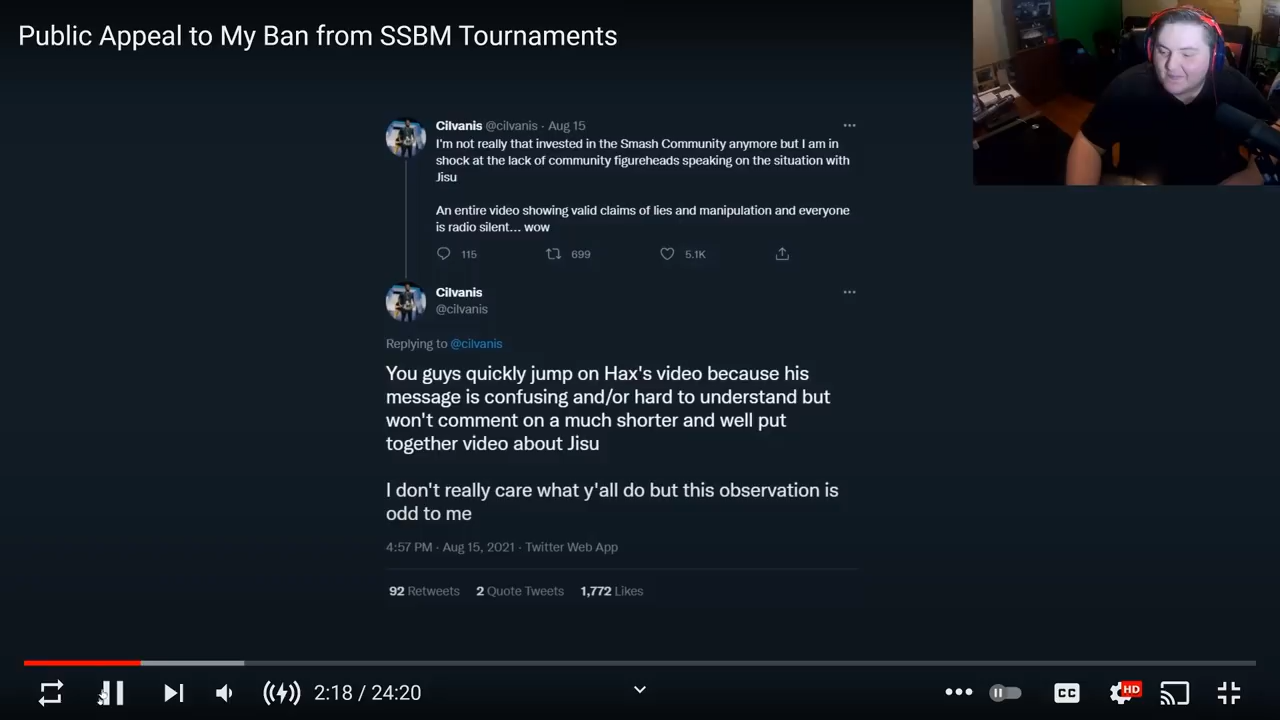 Public Appeal to My Ban from SSBM Tournaments
Cilvanis @cilvanis · Aug 15
I'm not really that invested in the Smash Community anymore but I am in
shock at the lack of community figureheads speaking on the situation with
Jisu
An entire video showing valid claims of lies and manipulation and everyone
is radio silent... wow
115 699 5.1K
Cilvanis
@cilvanis
Replying to @cilvanis
You guys quickly jump on Hax's video because his
message is confusing and/or hard to understand but
won't comment on a much shorter and well put
together video about Jisu
I don't really care what y'all do but this observation is
odd to me
4:57 PM · Aug 15, 2021 · Twitter Web App
92 Retweets 2 Quote Tweets 1,772 Likes
2:18 / 24:20
CC
HD